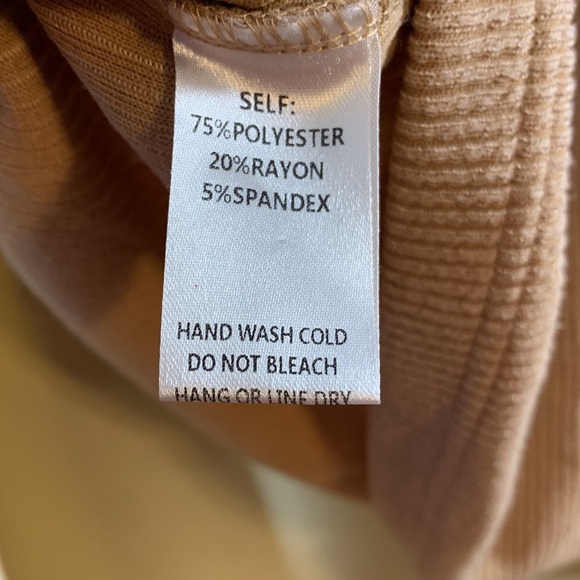 SELF:
75%POLYESTER
20%RAYON
5%SPANDEX
HAND WASH COLD
DO NOT BLEACH
HANG OR LINE DRY